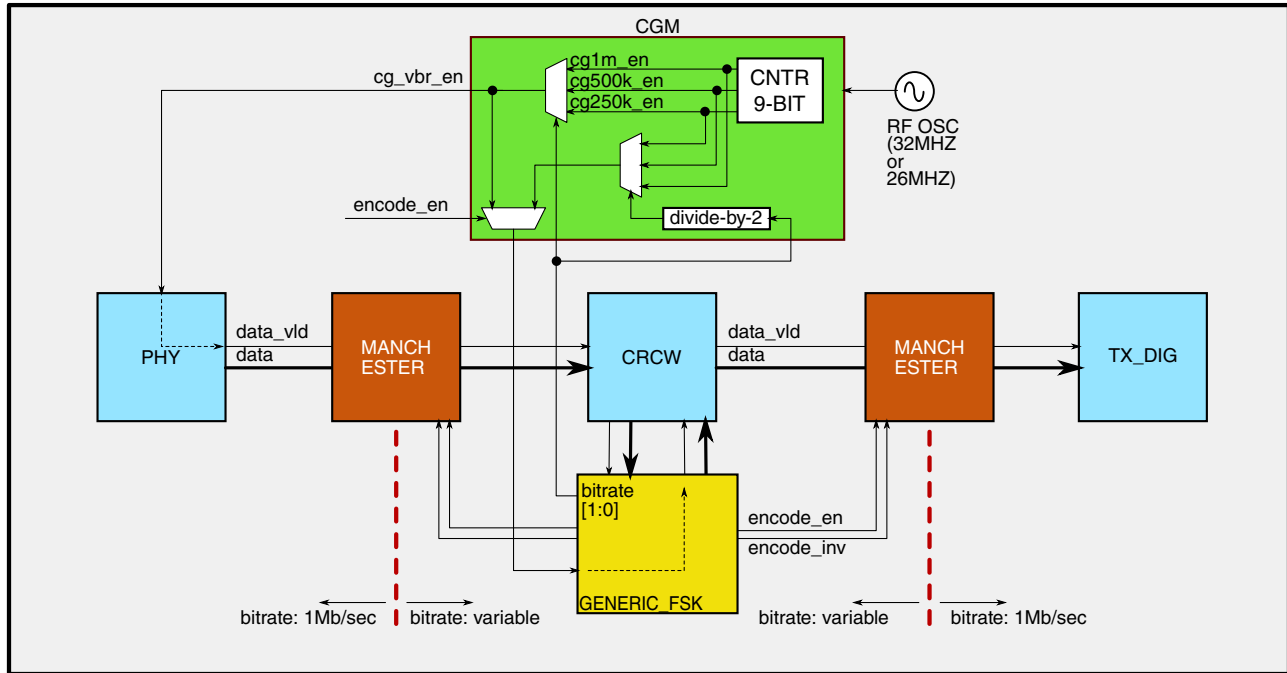 CGM
cg_vbr_en
cg1m_en
cg500k_en
cg250k_en
CNTR
9-BIT
RF OSC
(32MHZ
or
26MHZ)
encode_en
divide-by-2
PHY
data_vld
data
MANCH
ESTER
CRCW
data_vld
data
MANCH
ESTER
TX_DIG
bitrate
[1:0]
encode_en
encode_inv
GENERIC_FSK
bitrate: 1Mb/sec
bitrate: variable
bitrate: variable
bitrate: 1Mb/sec